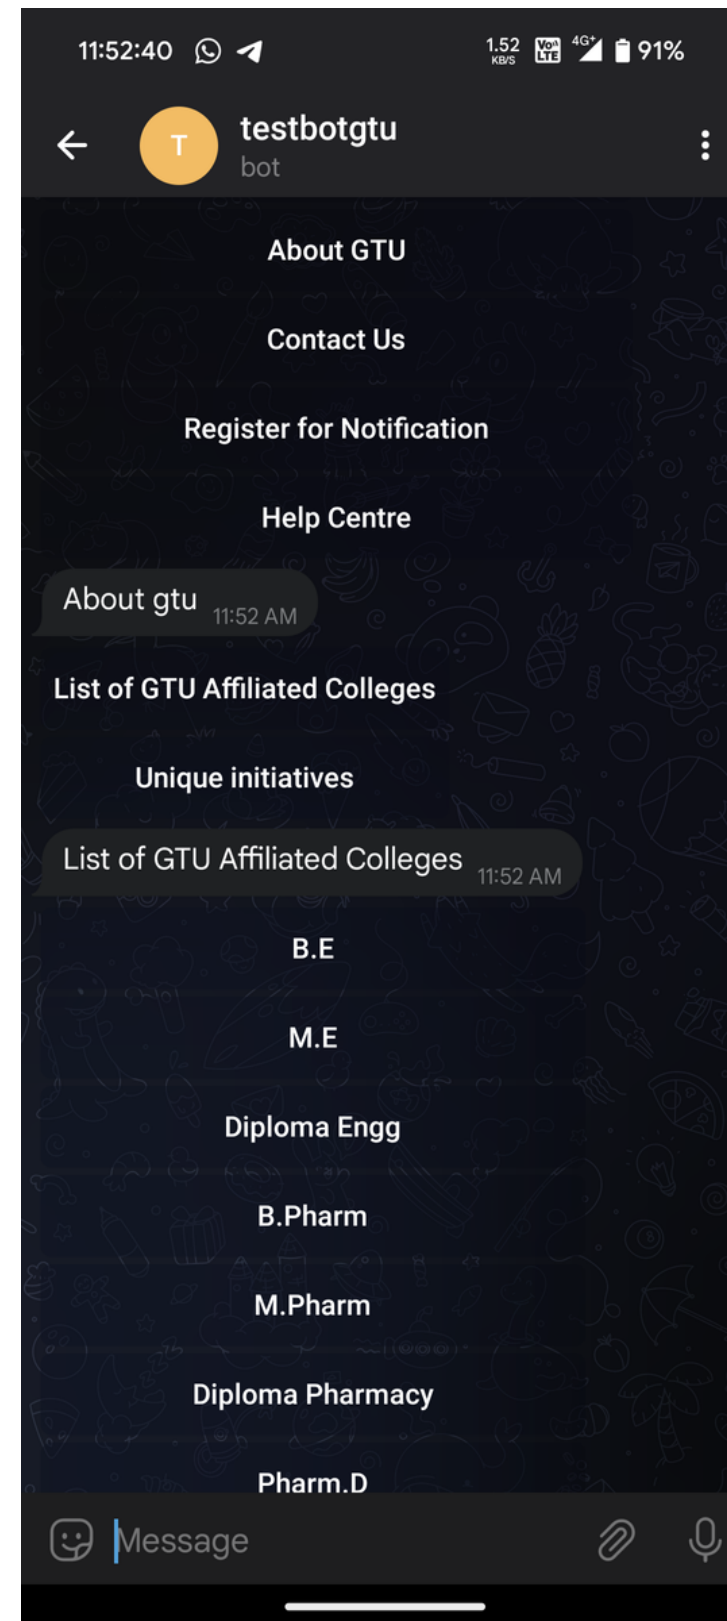 11:52:40 1.52 KB/S Vo)) LTE 4G+ 91%
T testbotgtu
bot
About GTU
Contact Us
Register for Notification
Help Centre
About gtu 11:52 AM
List of GTU Affiliated Colleges
Unique initiatives
List of GTU Affiliated Colleges 11:52 AM
B.E
M.E
Diploma Engg
B.Pharm
M.Pharm
Diploma Pharmacy
Pharm.D
Message